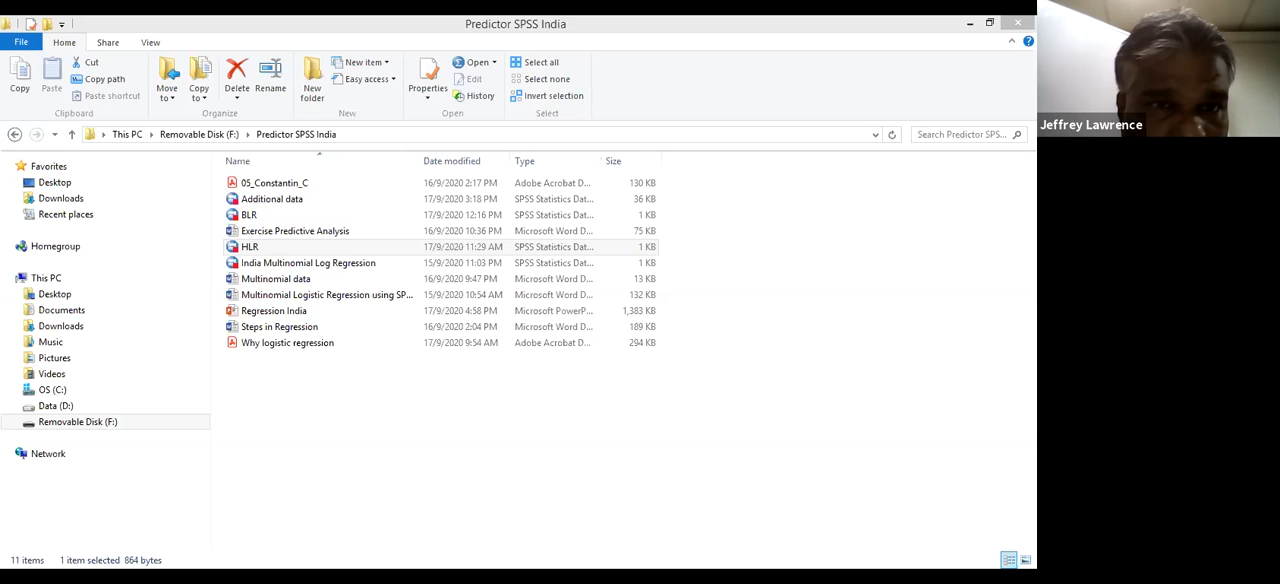 Predictor SPSS India
File Home Share View
Copy Paste Cut Copy path Paste shortcut Clipboard
Move to Copy to Delete Rename Organize
New folder New item Easy access New
Properties Open Edit History Open
Select all Select none Invert selection Select
This PC Removable Disk (F:) Predictor SPSS India Search Predictor SPS...
Favorites
Desktop
Downloads
Recent places
Homegroup
This PC
Desktop
Documents
Downloads
Music
Pictures
Videos
OS (C:)
Data (D:)
Removable Disk (F:)
Network
Name Date modified Type Size
05_Constantin_C 16/9/2020 2:17 PM Adobe Acrobat D... 130 KB
Additional data 17/9/2020 3:18 PM SPSS Statistics Dat... 36 KB
BLR 17/9/2020 12:16 PM SPSS Statistics Dat... 1 KB
Exercise Predictive Analysis 16/9/2020 10:36 PM Microsoft Word D... 75 KB
HLR 17/9/2020 11:29 AM SPSS Statistics Dat... 1 KB
India Multinomial Log Regression 15/9/2020 11:03 PM SPSS Statistics Dat... 1 KB
Multinomial data 16/9/2020 9:47 PM Microsoft Word D... 13 KB
Multinomial Logistic Regression using SP... 15/9/2020 10:54 AM Microsoft Word D... 132 KB
Regression India 17/9/2020 4:58 PM Microsoft PowerP... 1,383 KB
Steps in Regression 16/9/2020 2:04 PM Microsoft Word D... 189 KB
Why logistic regression 17/9/2020 9:54 AM Adobe Acrobat D... 294 KB
11 items 1 item selected 864 bytes
Jeffrey Lawrence